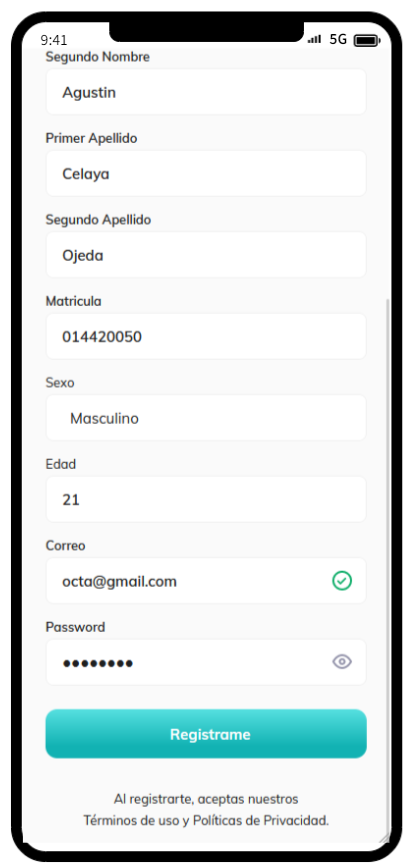 9:41
5G
Segundo Nombre
Agustin
Primer Apellido
Celaya
Segundo Apellido
Ojeda
Matricula
014420050
Sexo
Masculino
Edad
21
Correo
octa@gmail.com
Password
••••••••
Registrame
Al registrarte, aceptas nuestros
Términos de uso y Políticas de Privacidad.